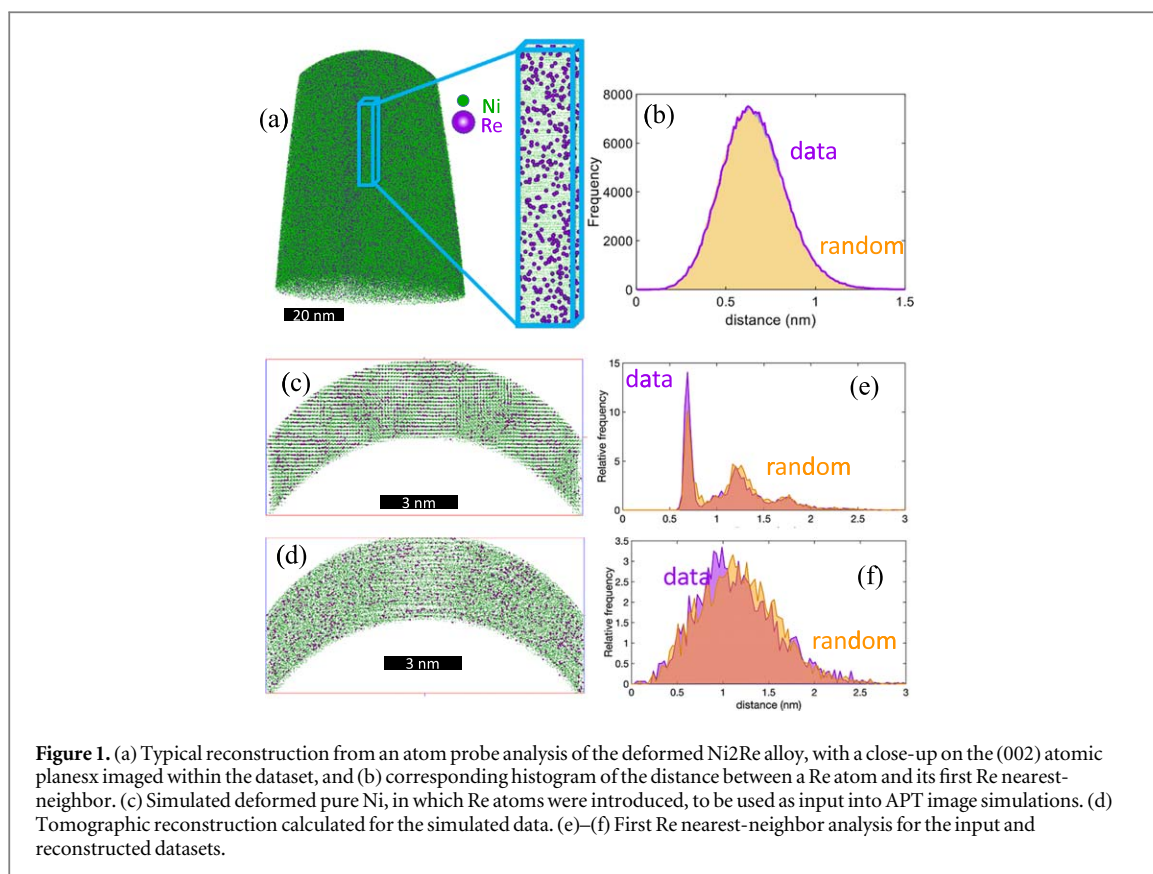 (a)
Ni
Re
20 nm
(b)
data
random
8000
6000
4000
2000
0
Frequency
0
0.5
1
1.5
distance (nm)
(c)
3 nm
(d)
3 nm
data
(e)
random
15
10
5
0
Relative frequency
0
0.5
1
1.5
2
2.5
3
data
(f)
random
3.5
3
2.5
2
1.5
1
0.5
0
Relative frequency
0
0.5
1
1.5
2
2.5
3
distance (nm)
Figure 1. (a) Typical reconstruction from an atom probe analysis of the deformed Ni2Re alloy, with a close-up on the (002) atomic
planesx imaged within the dataset, and (b) corresponding histogram of the distance between a Re atom and its first Re nearest-
neighbor. (c) Simulated deformed pure Ni, in which Re atoms were introduced, to be used as input into APT image simulations. (d)
Tomographic reconstruction calculated for the simulated data. (e)–(f) First Re nearest-neighbor analysis for the input and
reconstructed datasets.